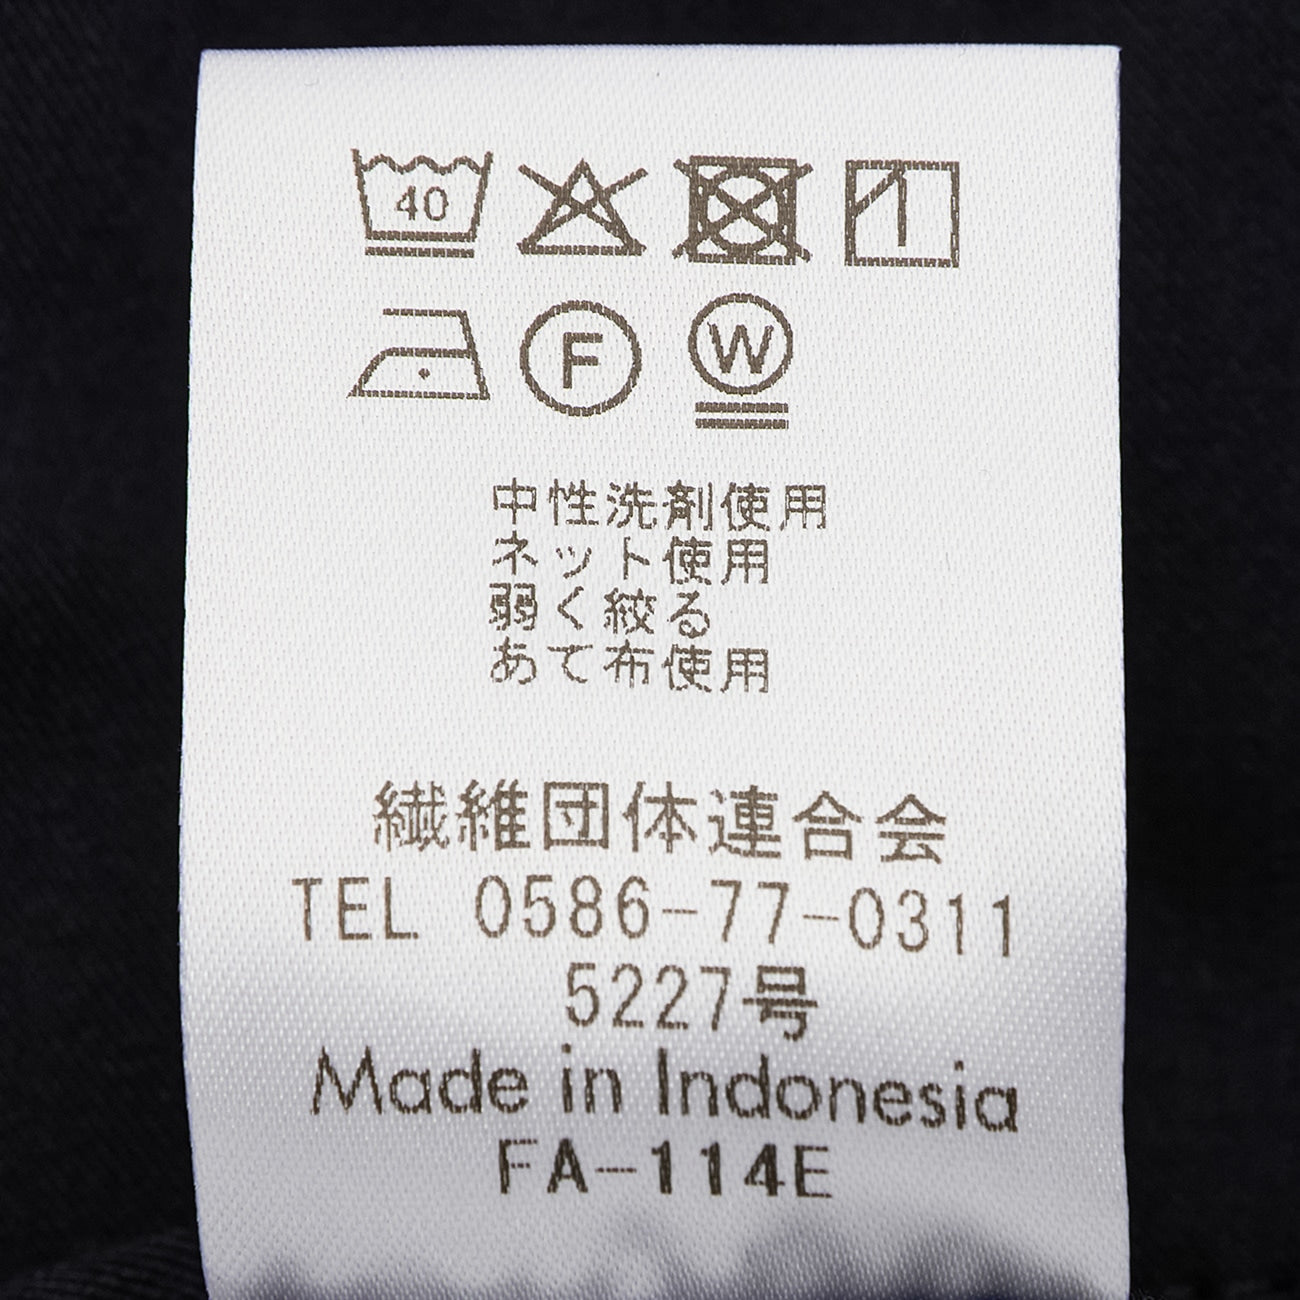 40
F W
中性洗剤使用
ネット使用
弱く絞る
あて布使用
繊維団体連合会
TEL 0586-77-0311
5227号
Made in Indonesia
FA-114E